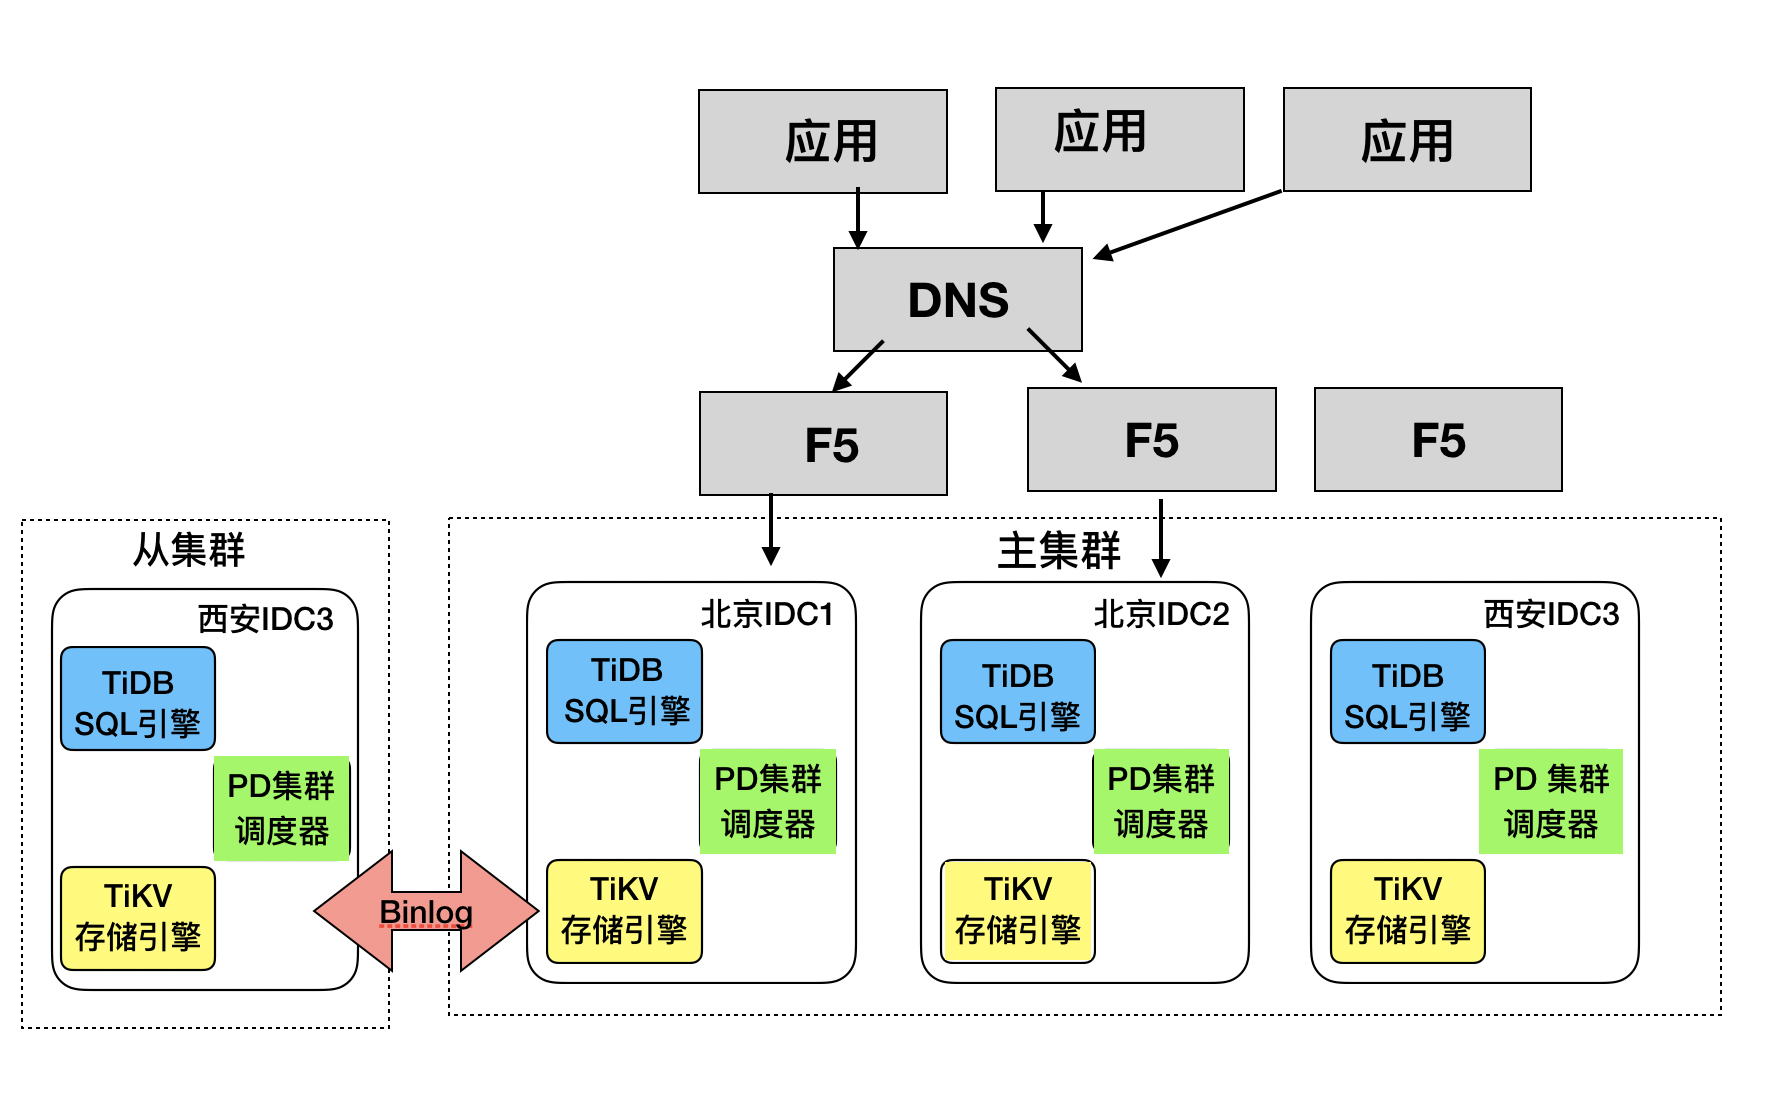 应用
应用
应用
DNS
F5
F5
F5
从集群
西安IDC3
TiDB
SQL引擎
PD集群
调度器
TiKV
存储引擎
Binlog
主集群
北京IDC1
TiDB
SQL引擎
PD集群
调度器
TiKV
存储引擎
北京IDC2
TiDB
SQL引擎
PD集群
调度器
TiKV
存储引擎
西安IDC3
TiDB
SQL引擎
PD 集群
调度器
TiKV
存储引擎